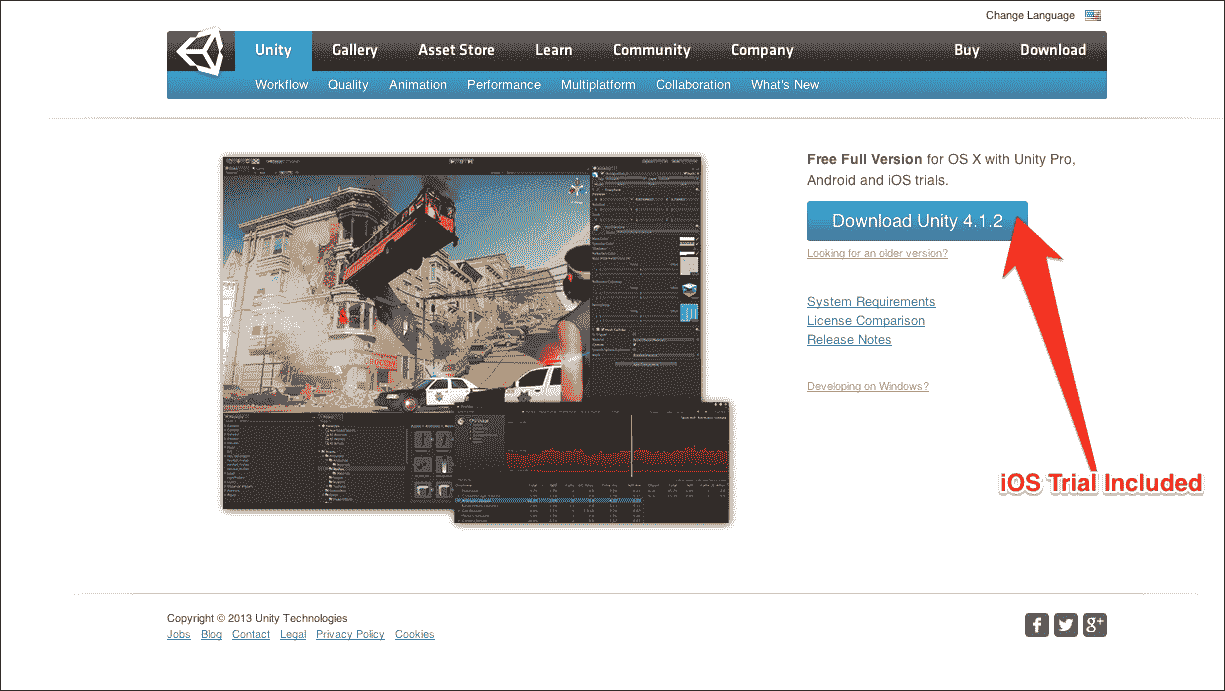 Change Language
Unity Gallery Asset Store Learn Community Company Buy Download
Workflow Quality Animation Performance Multiplatform Collaboration What's New
Free Full Version for OS X with Unity Pro,
Android and iOS trials.
Download Unity 4.1.2
Looking for an older version?
System Requirements
License Comparison
Release Notes
Developing on Windows?
iOS Trial Included
Copyright © 2013 Unity Technologies
Jobs Blog Contact Legal Privacy Policy Cookies